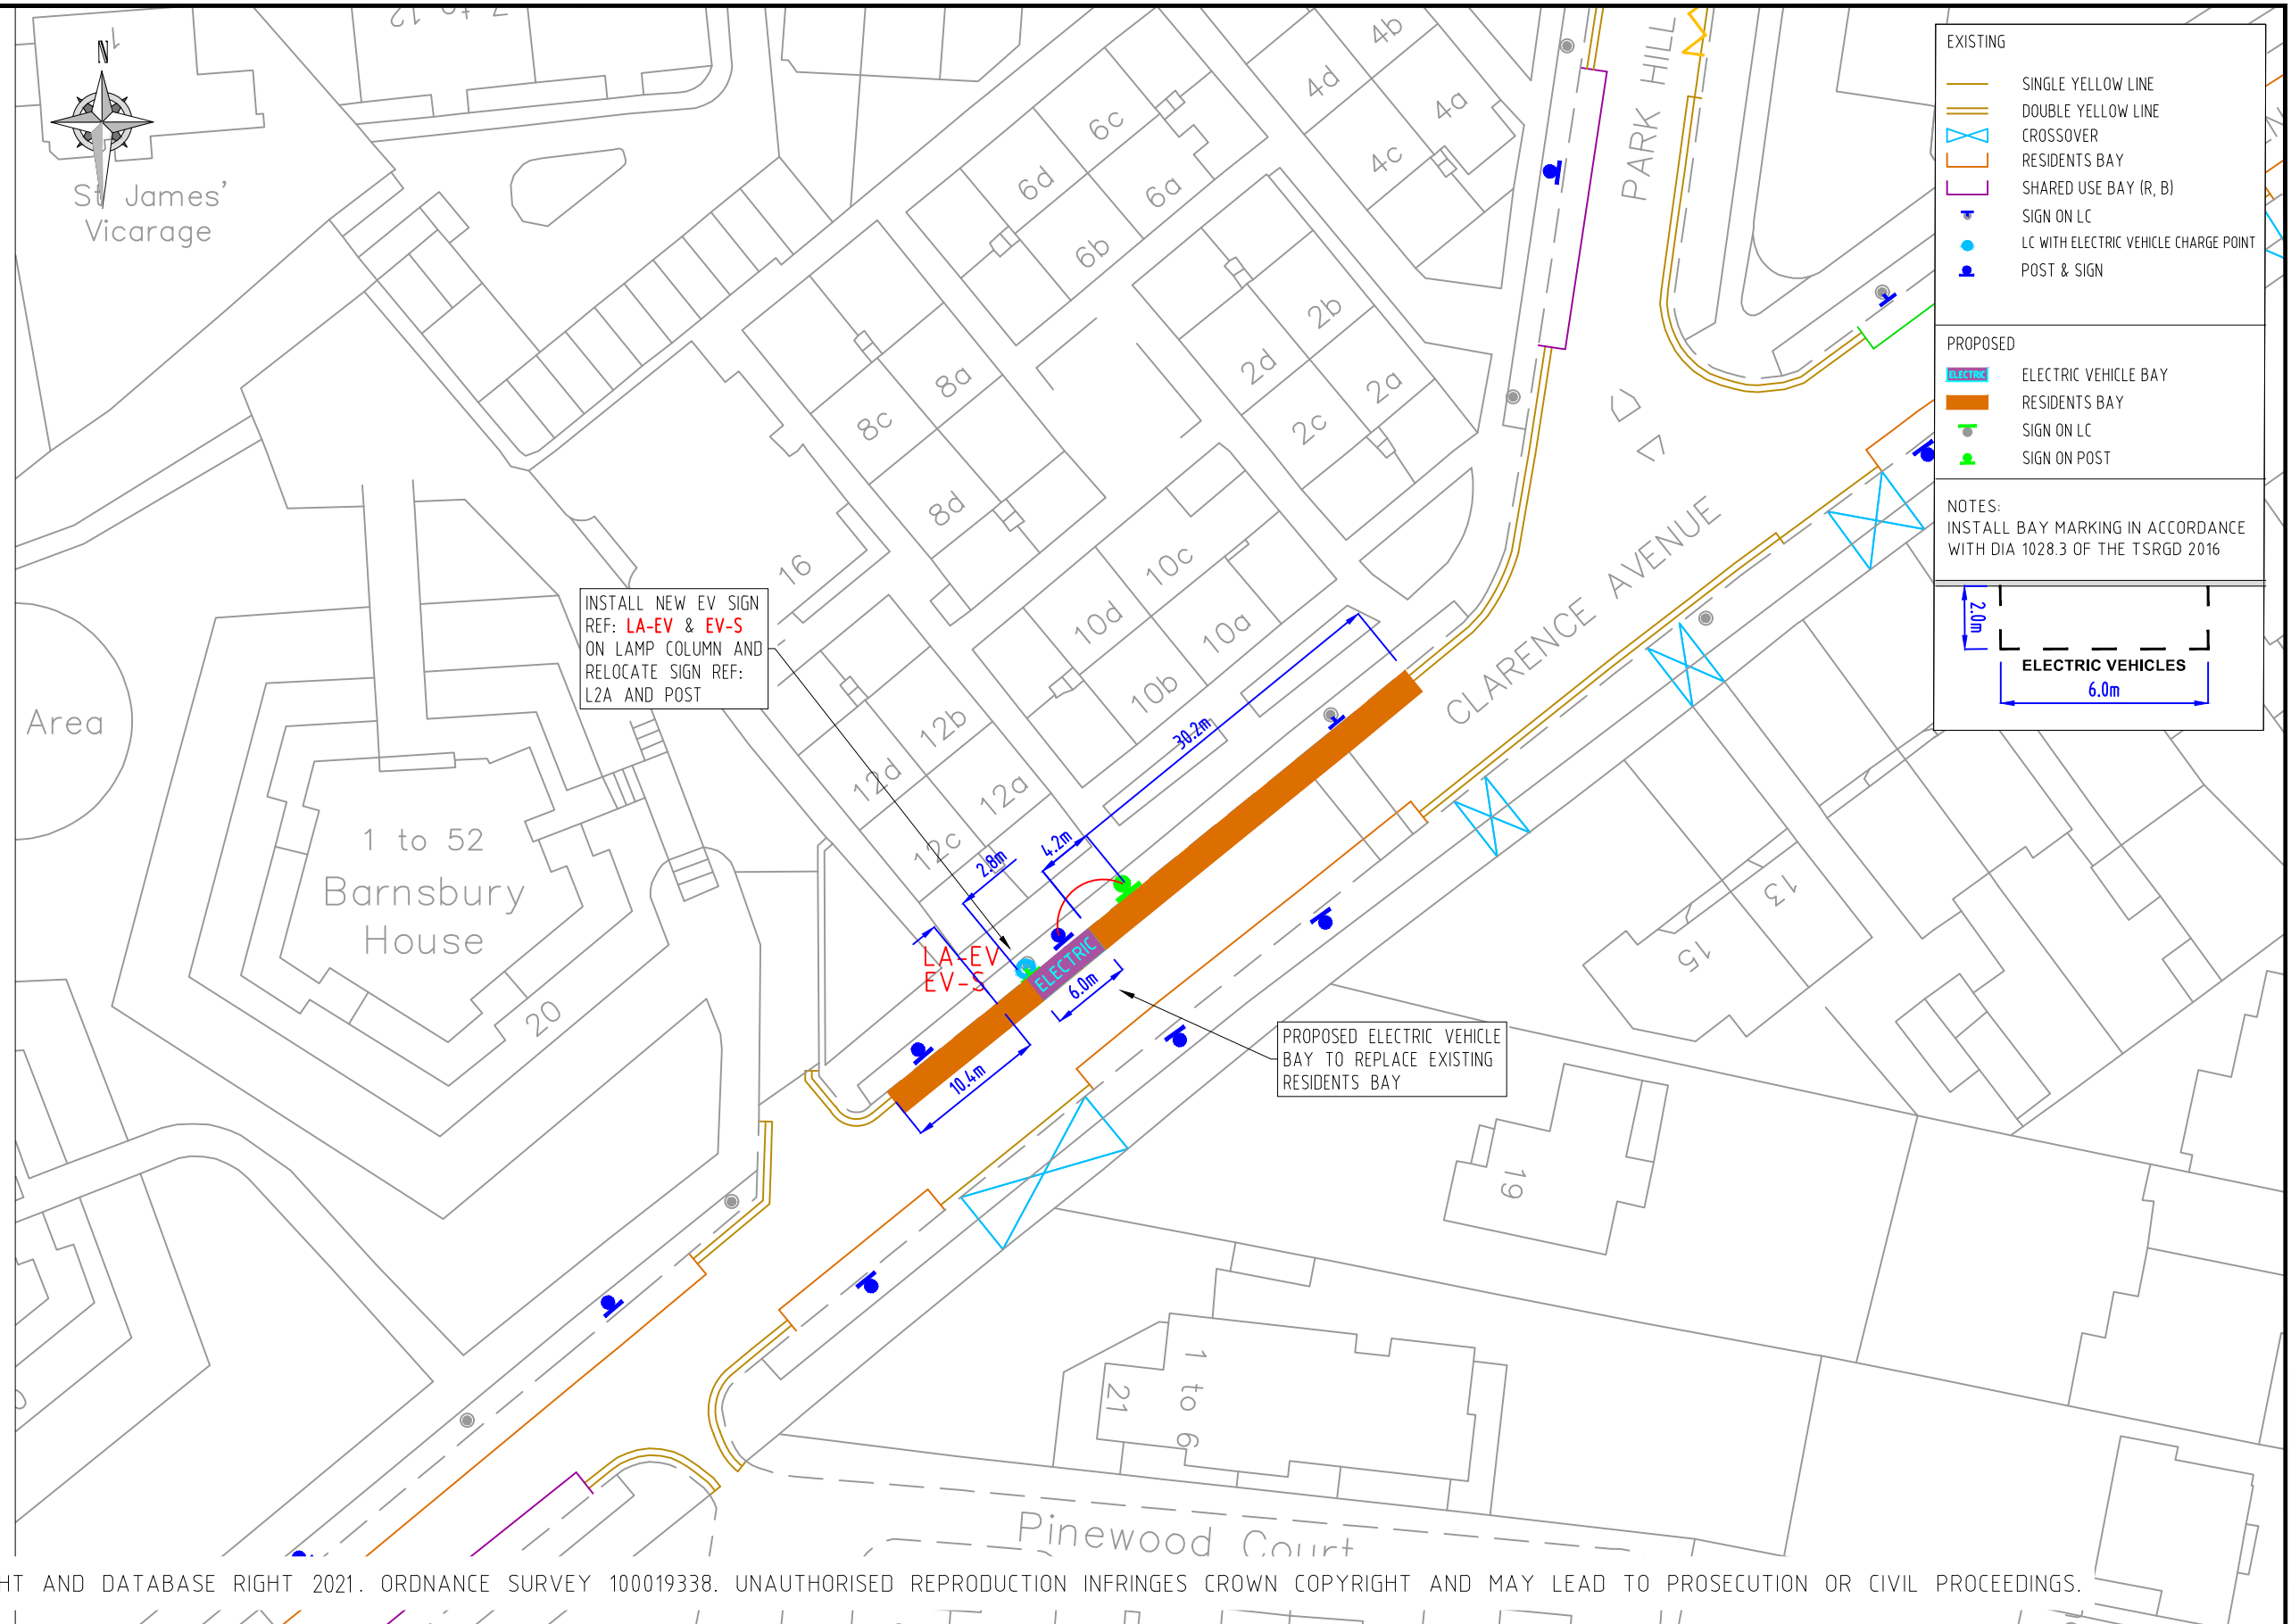 7 to 12
1
N
St James'
Vicarage
4b
4d
4a
4c
6c
6d
6a
6b
PARK HILL
2b
2d
2a
2c
8a
8c
8d
16
10c
10d
10a
10b
CLARENCE AVENUE
12b
12d
12a
12c
INSTALL NEW EV SIGN
REF: LA-EV & EV-S
ON LAMP COLUMN AND
RELOCATE SIGN REF:
L2A AND POST
Area
1 to 52
Barnsbury
House
20
30.2m
4.2m
2.8m
LA-EV
EV-S
ELECTRIC
6.0m
10.4m
PROPOSED ELECTRIC VEHICLE
BAY TO REPLACE EXISTING
RESIDENTS BAY
13
15
19
21
1 to 6
Pinewood Court
EXISTING
SINGLE YELLOW LINE
DOUBLE YELLOW LINE
CROSSOVER
RESIDENTS BAY
SHARED USE BAY (R, B)
SIGN ON LC
LC WITH ELECTRIC VEHICLE CHARGE POINT
POST & SIGN
PROPOSED
ELECTRIC ELECTRIC VEHICLE BAY
RESIDENTS BAY
SIGN ON LC
SIGN ON POST
NOTES:
INSTALL BAY MARKING IN ACCORDANCE
WITH DIA 1028.3 OF THE TSRGD 2016
2.0m
ELECTRIC VEHICLES
6.0m
HT AND DATABASE RIGHT 2021. ORDNANCE SURVEY 100019338. UNAUTHORISED REPRODUCTION INFRINGES CROWN COPYRIGHT AND MAY LEAD TO PROSECUTION OR CIVIL PROCEEDINGS.